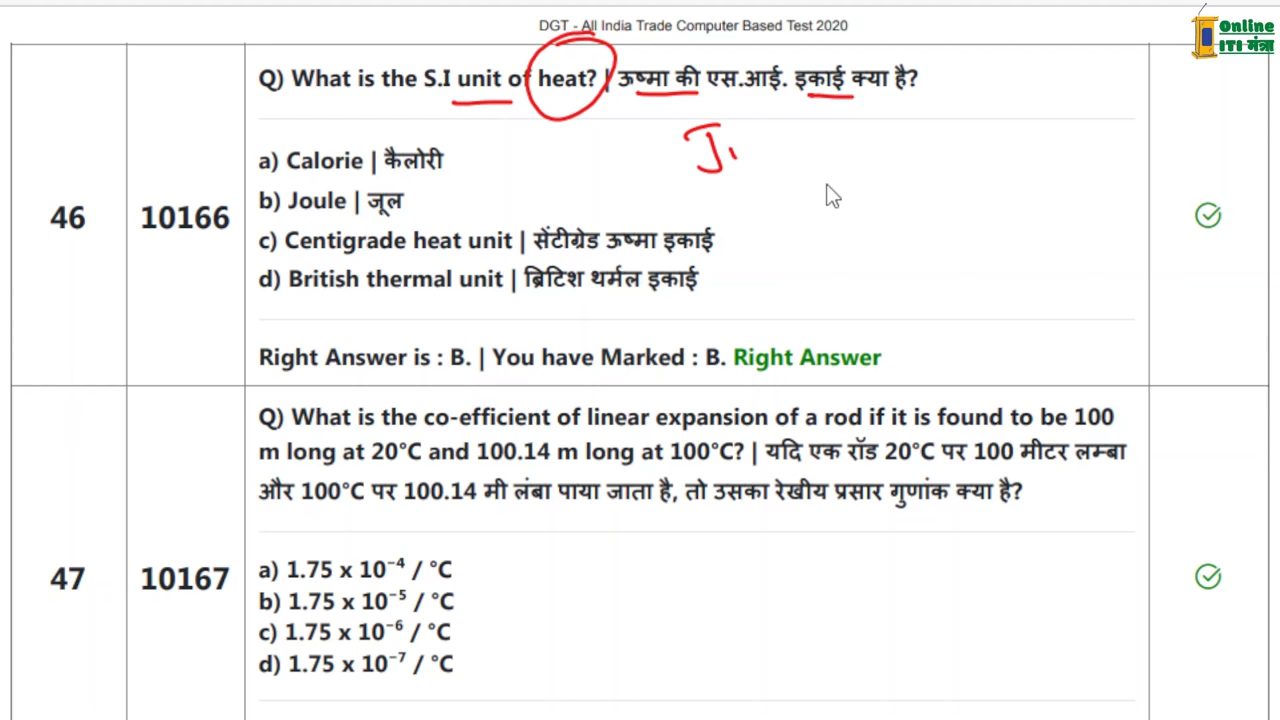 DGT - All India Trade Computer Based Test 2020
Online
ITI मंत्रा
Q) What is the S.I unit of heat? | ऊष्मा की एस.आई. इकाई क्या है?
J
a) Calorie | कैलोरी
b) Joule | जूल
46
10166
c) Centigrade heat unit | सेंटीग्रेड ऊष्मा इकाई
d) British thermal unit | ब्रिटिश थर्मल इकाई
Right Answer is : B. | You have Marked : B. Right Answer
Q) What is the co-efficient of linear expansion of a rod if it is found to be 100
m long at 20°C and 100.14 m long at 100°C? | यदि एक रॉड 20°C पर 100 मीटर लम्बा
और 100°C पर 100.14 मी लंबा पाया जाता है, तो उसका रेखीय प्रसार गुणांक क्या है?
47
10167
a) 1.75 x 10⁻⁴ / °C
b) 1.75 x 10⁻⁵ / °C
c) 1.75 x 10⁻⁶ / °C
d) 1.75 x 10⁻⁷ / °C